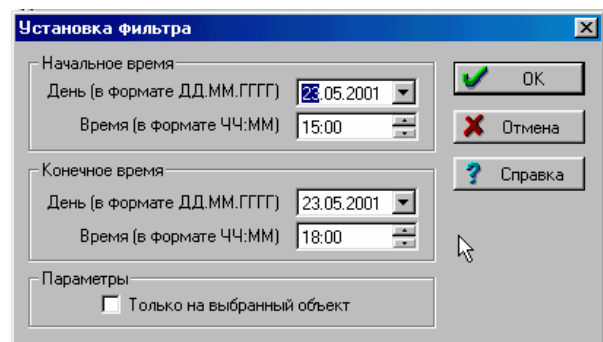 Установка фильтра
Начальное время
День (в формате ДД.ММ.ГГГГ) 23.05.2001
Время (в формате ЧЧ:ММ) 15:00
Конечное время
День (в формате ДД.ММ.ГГГГ) 23.05.2001
Время (в формате ЧЧ:ММ) 18:00
Параметры
Только на выбранный объект
OK
Отмена
Справка